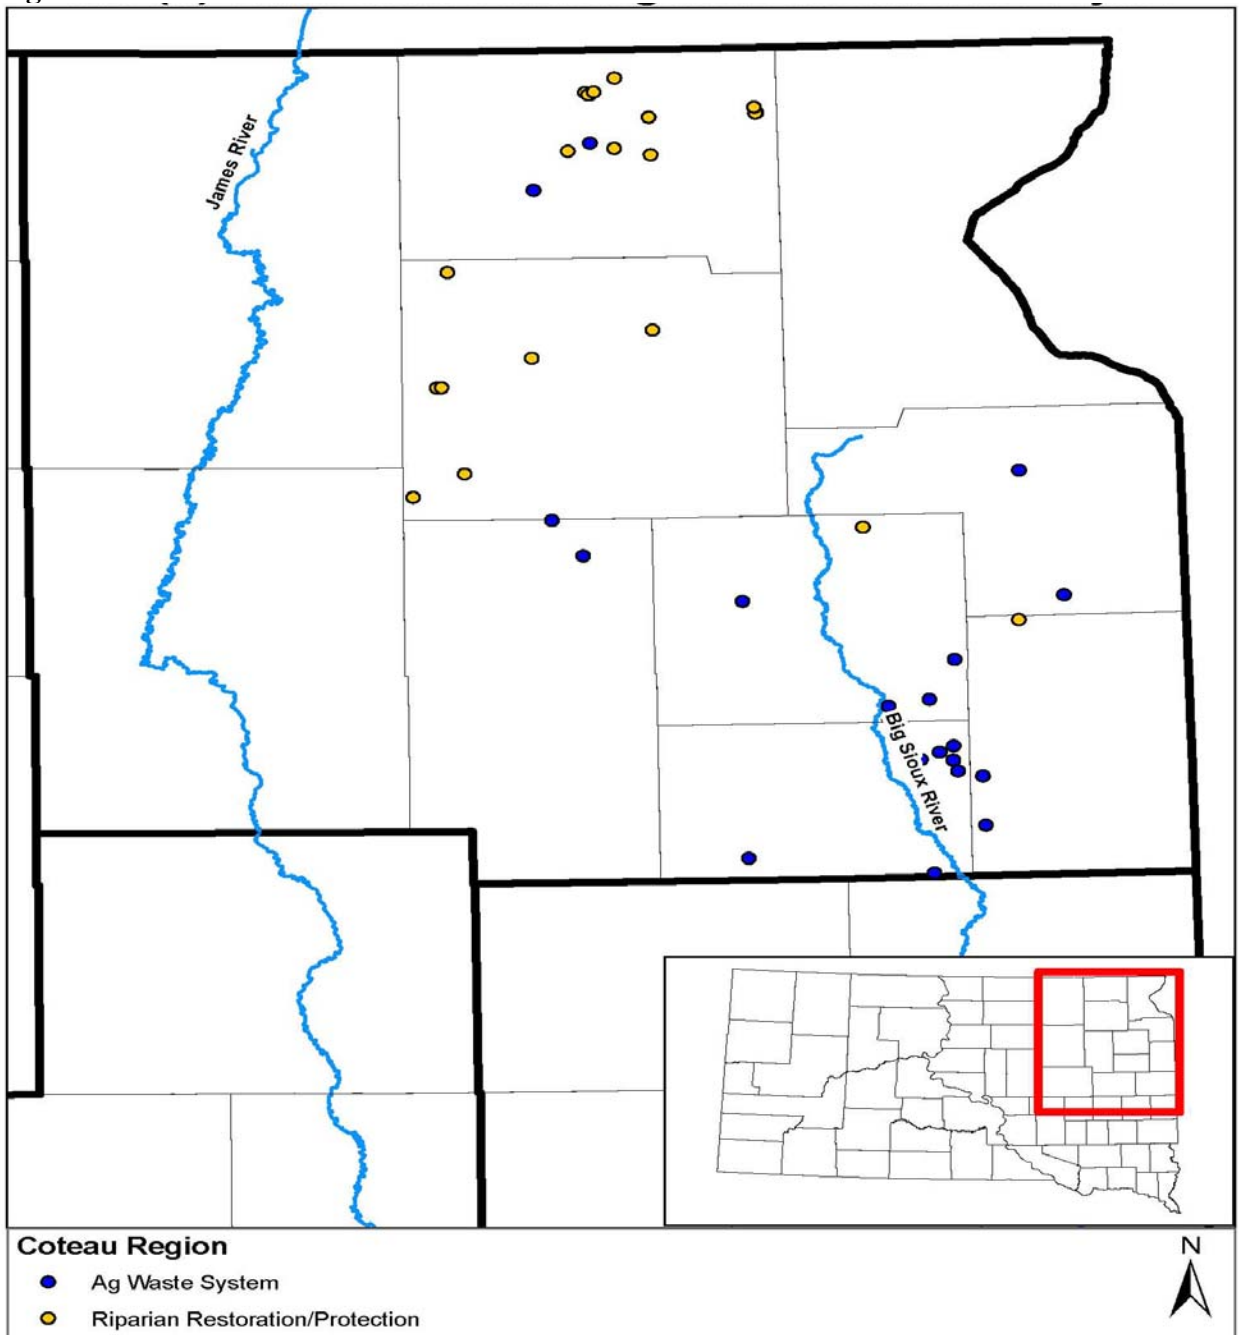 James River
Big Sioux River
Coteau Region
N
Ag Waste System
Riparian Restoration/Protection